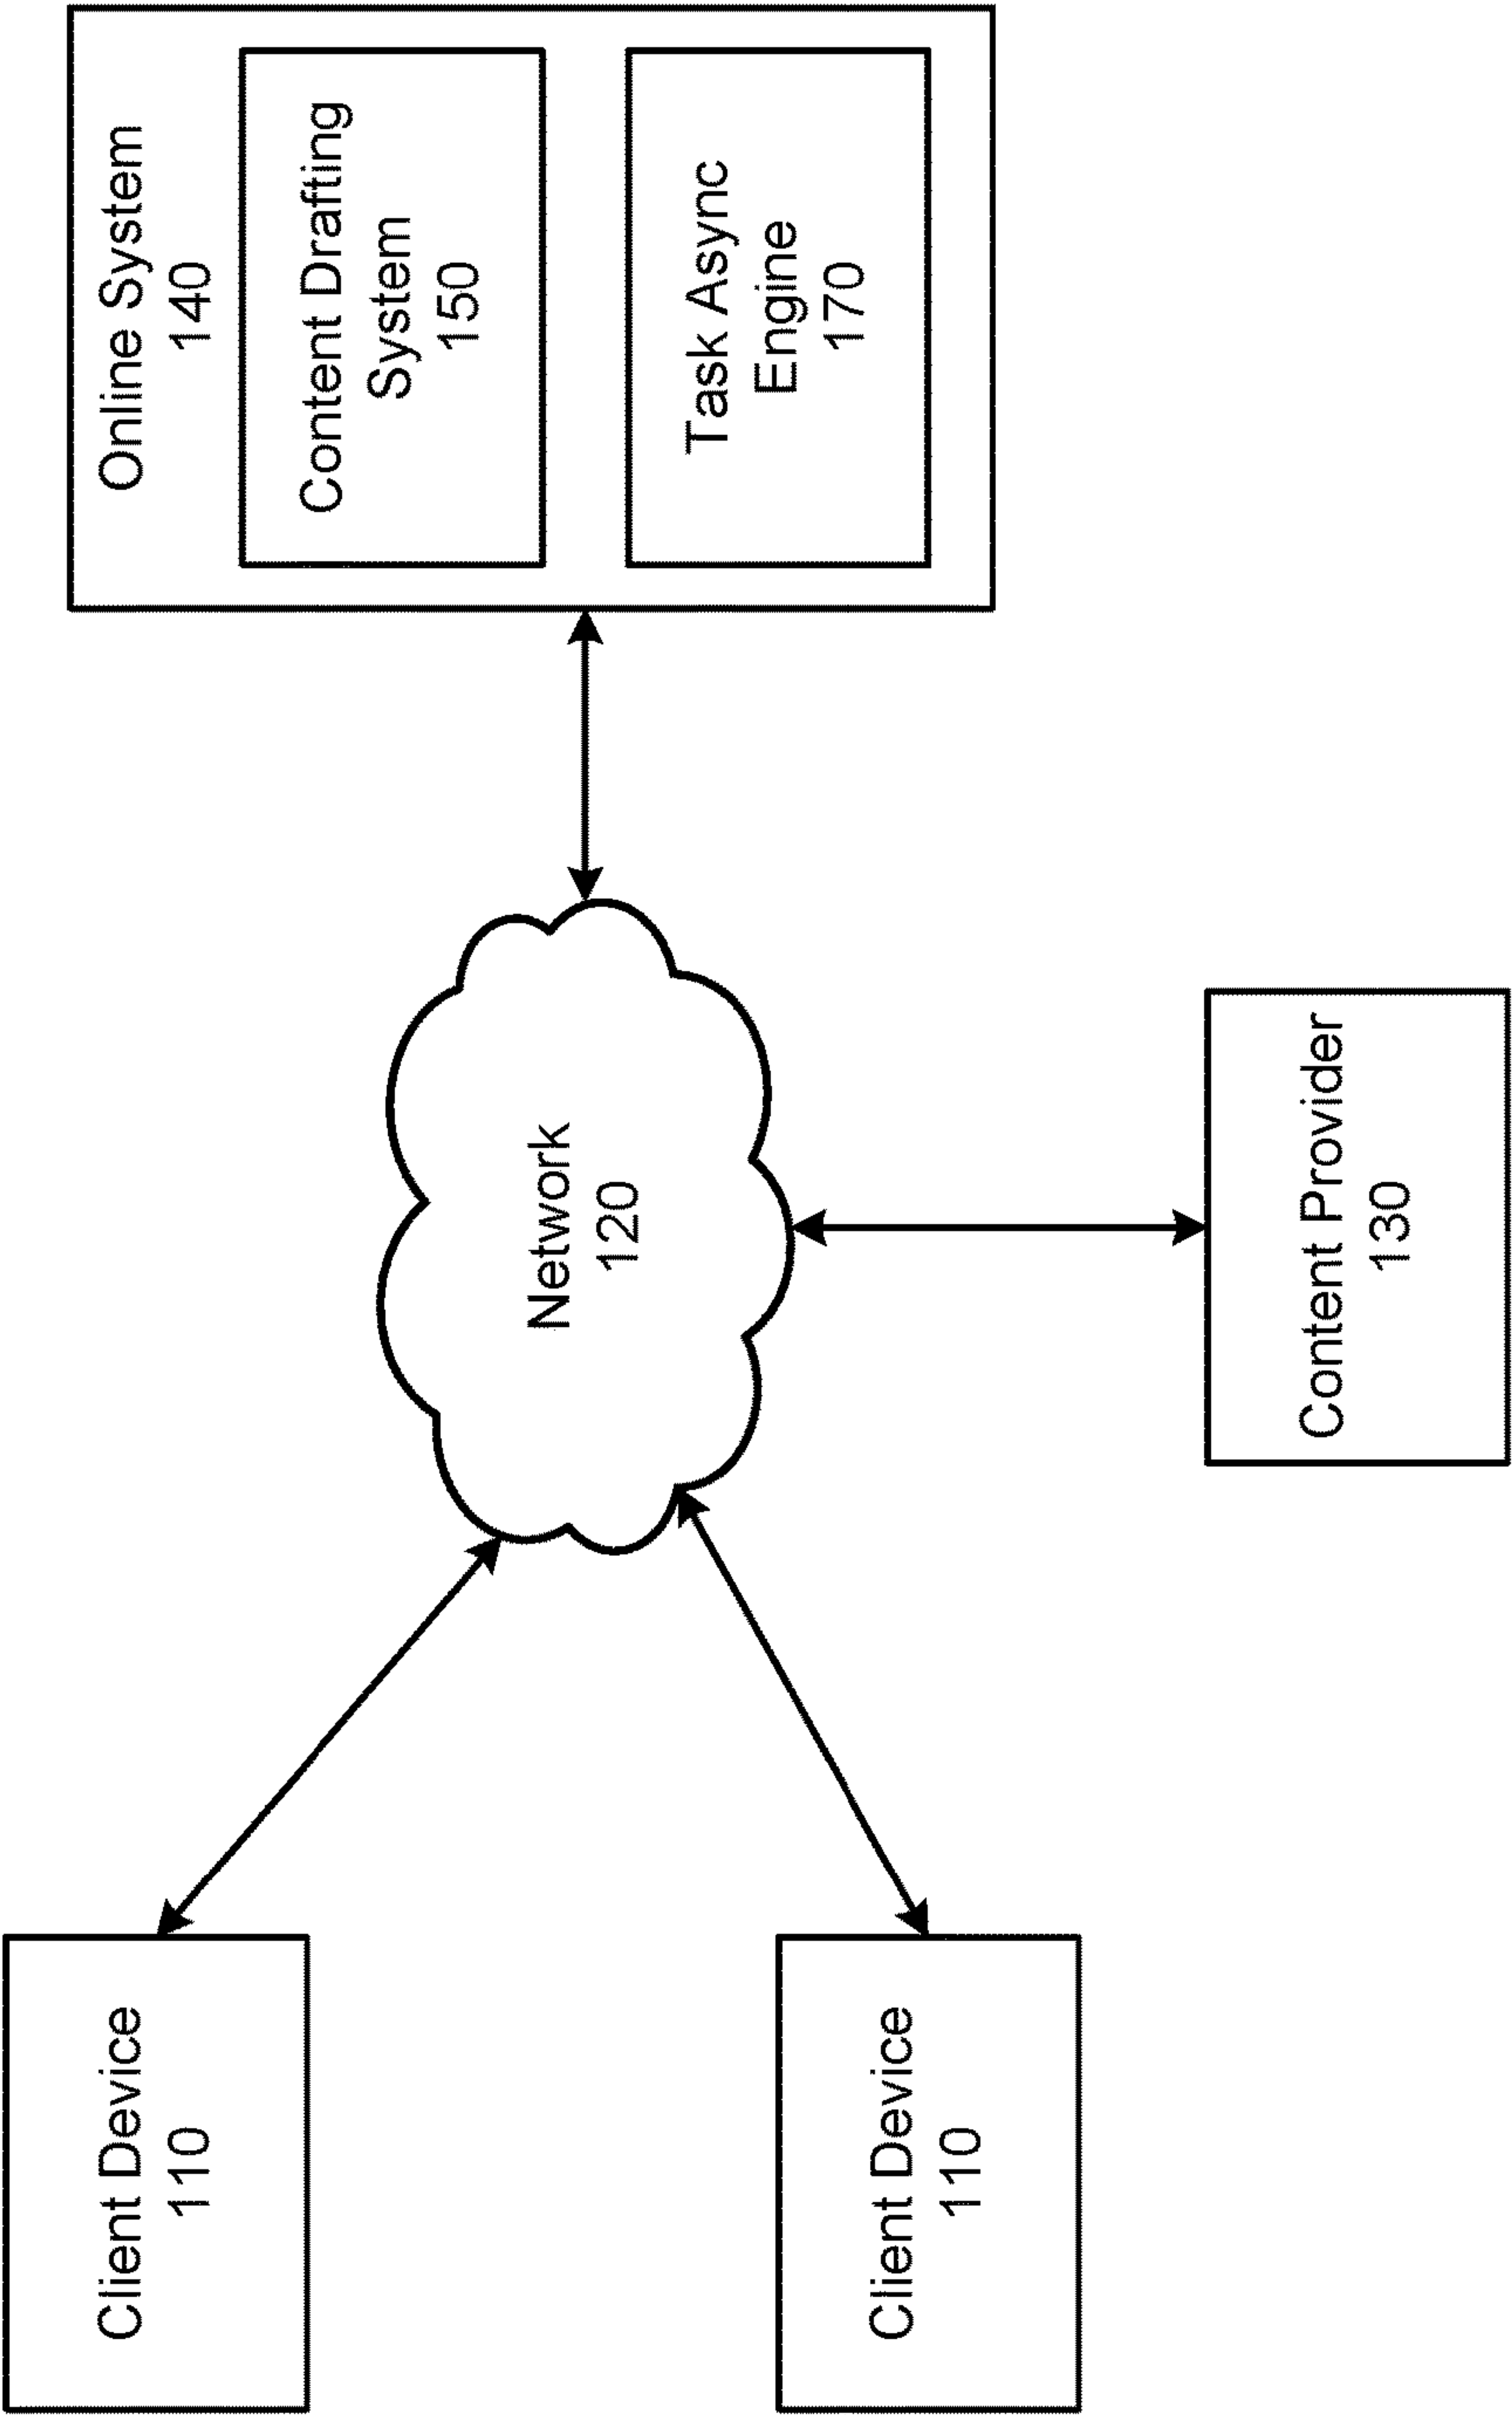 Client Device
110
Client Device
110
Network
120
Content Provider
130
Online System
140
Content Drafting
System
150
Task Async
Engine
170